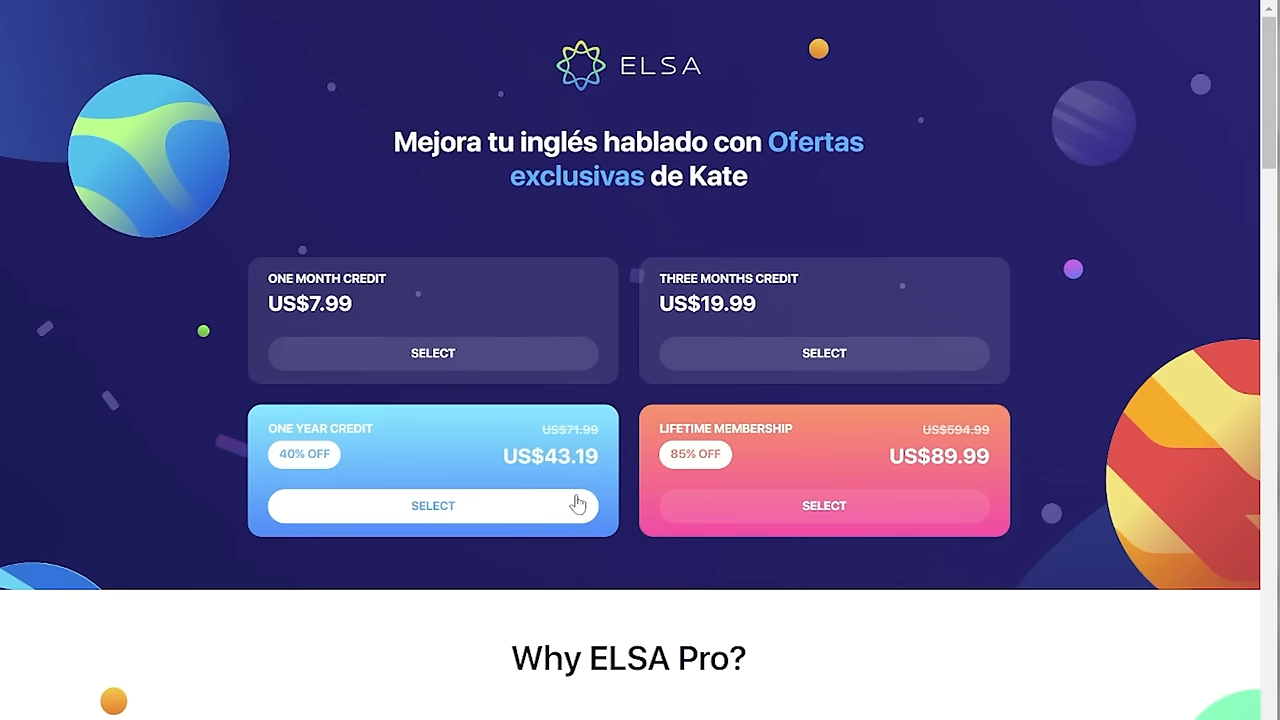 ELSA
Mejora tu inglés hablado con Ofertas
exclusivas de Kate
ONE MONTH CREDIT
US$7.99
SELECT
THREE MONTHS CREDIT
US$19.99
SELECT
ONE YEAR CREDIT
US$71.99
40% OFF
US$43.19
SELECT
LIFETIME MEMBERSHIP
US$594.99
85% OFF
US$89.99
SELECT
Why ELSA Pro?